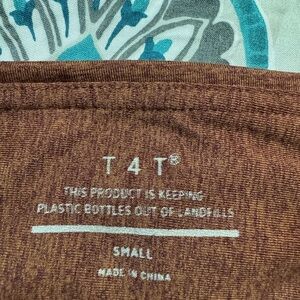 T 4 T®
THIS PRODUCT IS KEEPING
PLASTIC BOTTLES OUT OF LANDFILLS
SMALL
MADE IN CHINA